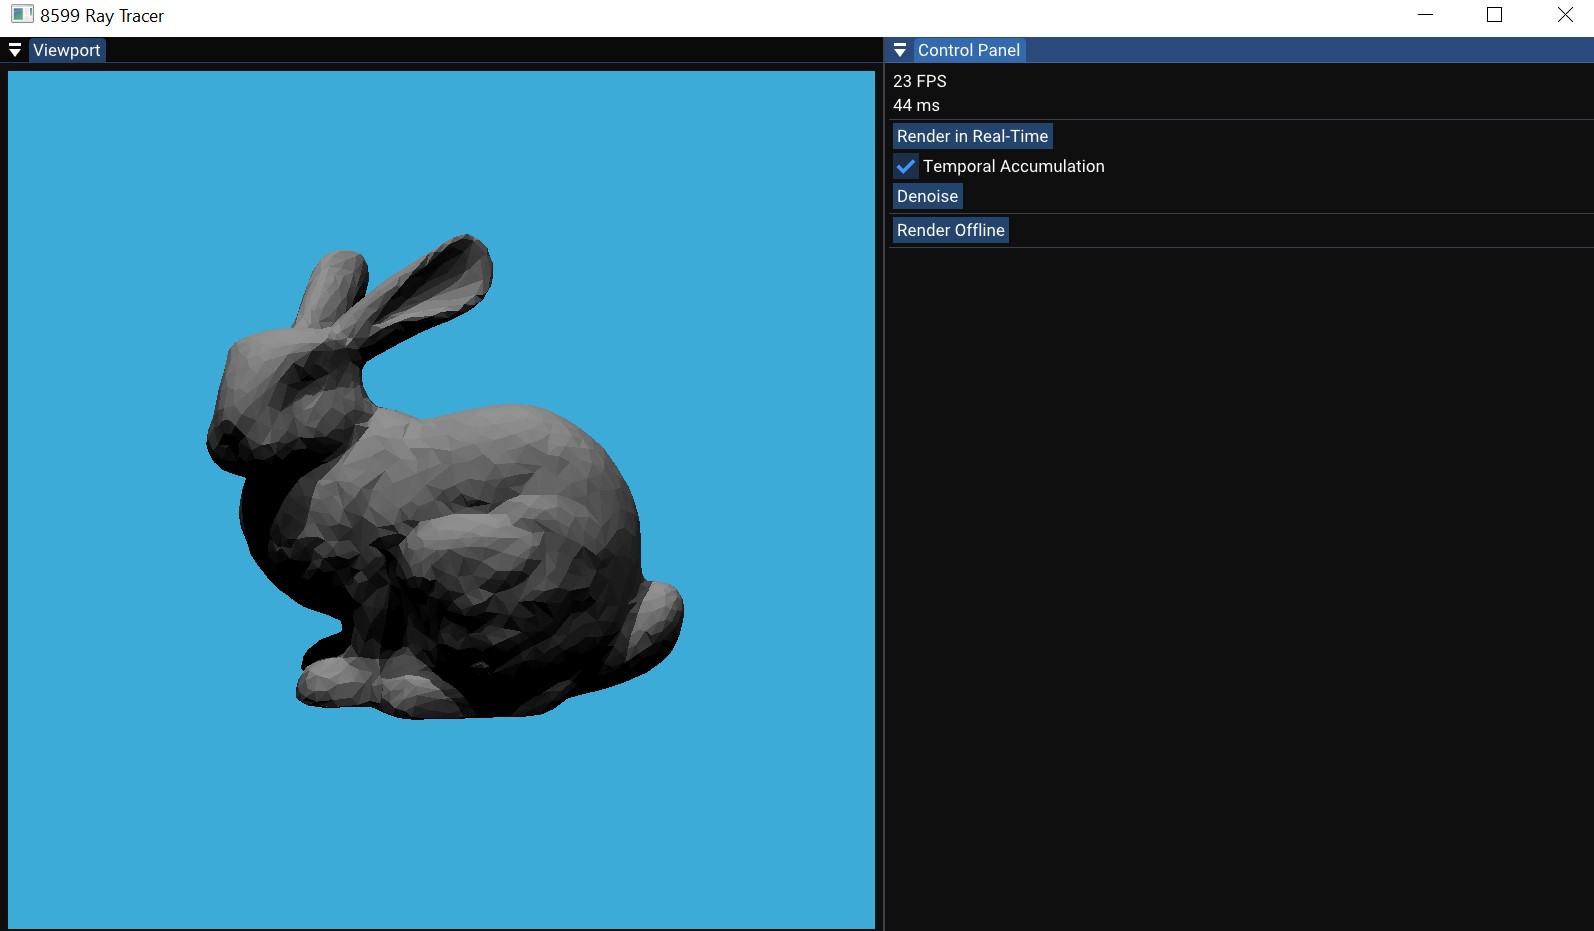 8599 Ray Tracer
Viewport
Control Panel
23 FPS
44 ms
Render in Real-Time
Temporal Accumulation
Denoise
Render Offline